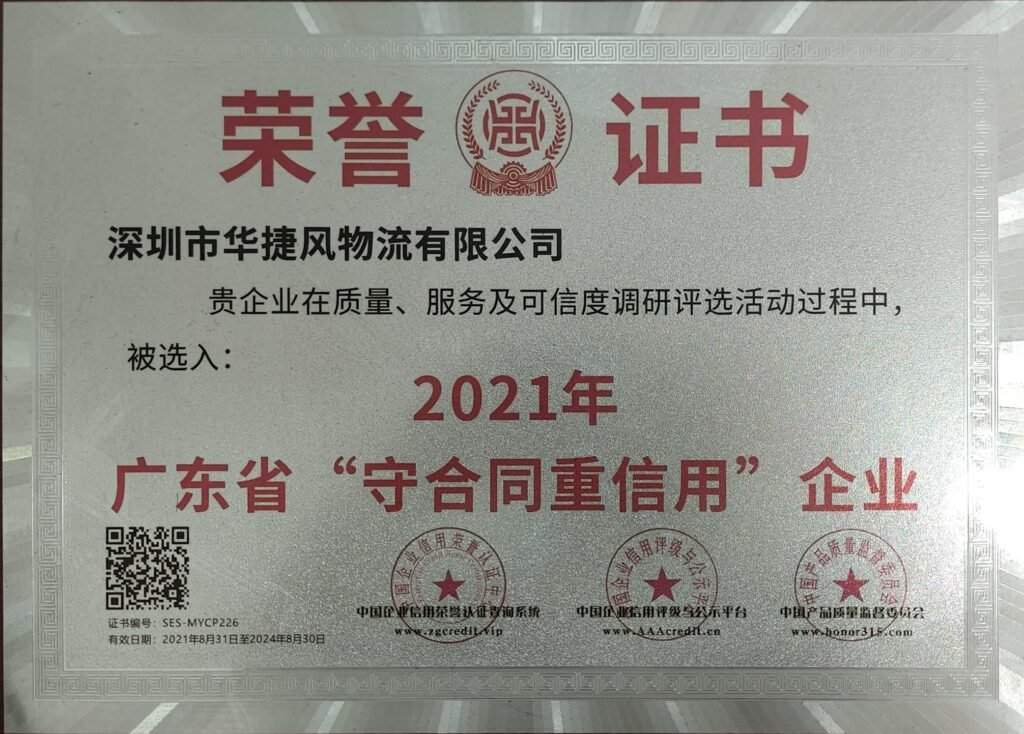 荣誉证书
深圳市华捷风物流有限公司
贵企业在质量、服务及可信度调研评选活动过程中，
被选入：
2021年
广东省“守合同重信用”企业
证书编号：SES-MYCP226
有效日期：2021年8月31日至2024年8月30日
中国企业信用荣誉认证查询系统
www.zgcredit.vip
中国企业信用评级与公示平台
www.AAAcredit.cn
中国产品质量监督委员会
www.honor315.com